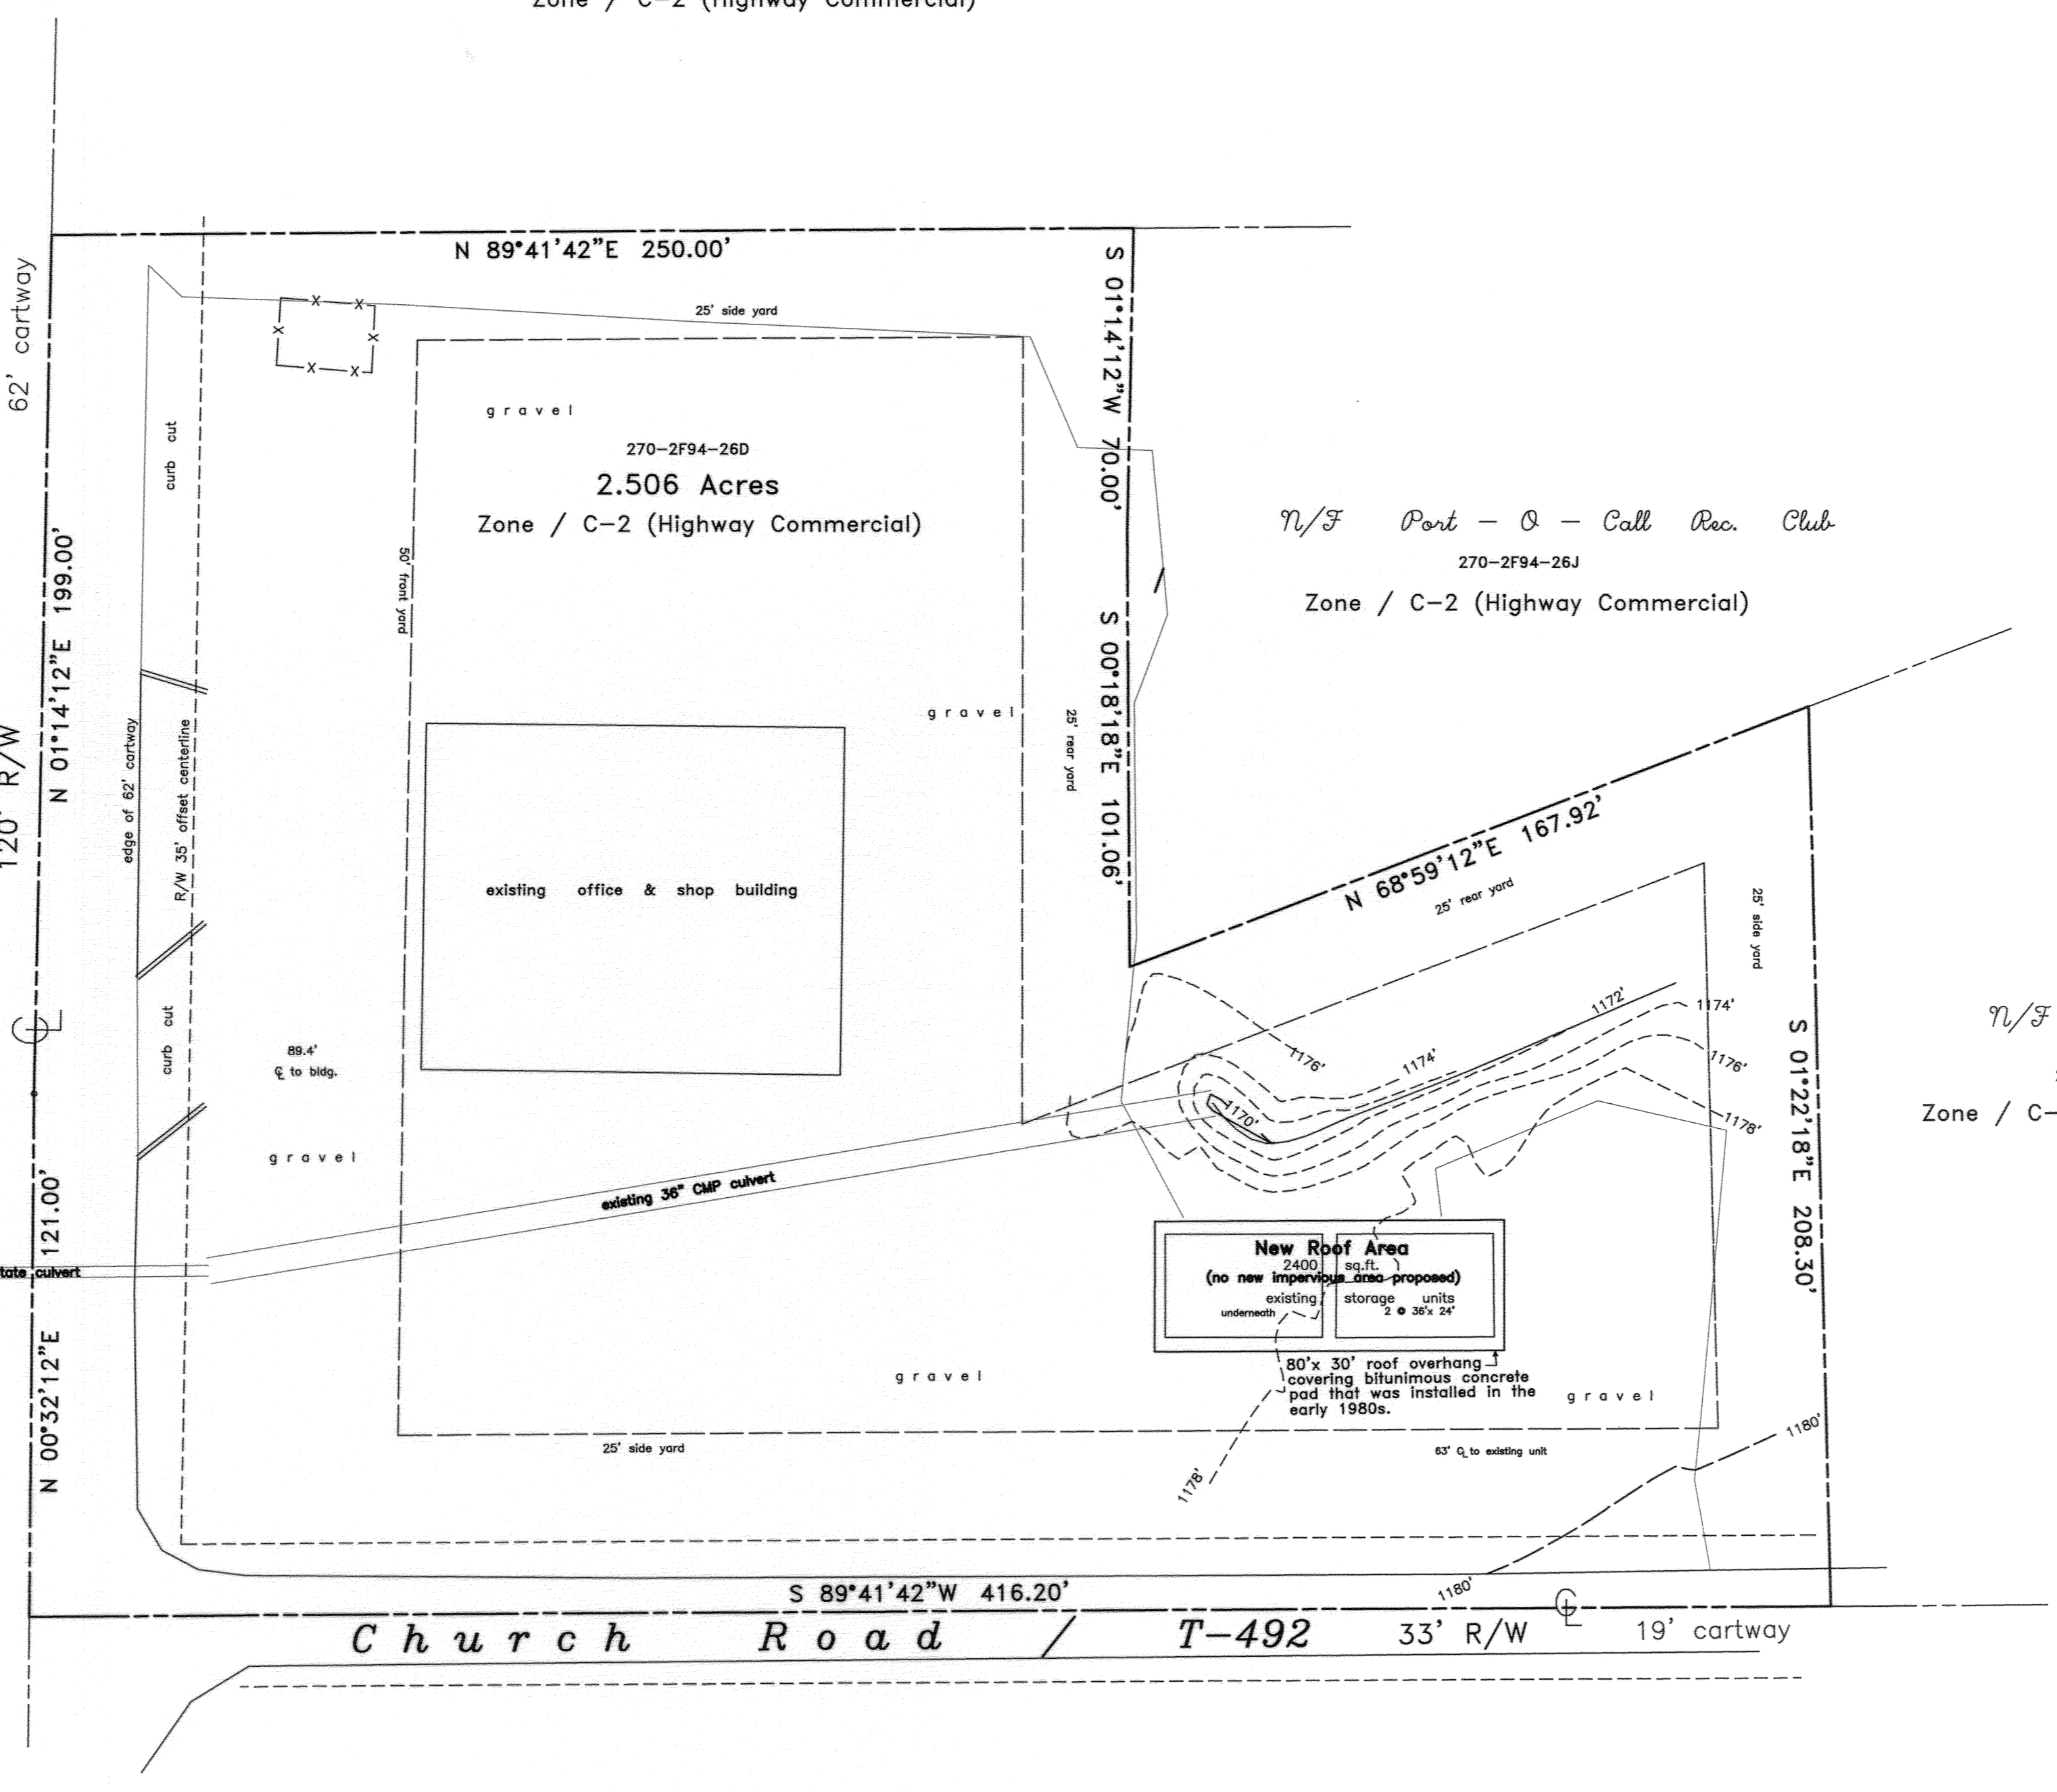 Zone / C-2 (Highway Commercial)
N 89°41'42"E 250.00'
62' cartway
25' side yard
curb cut
gravel
270-2F94-26D
2.506 Acres
Zone / C-2 (Highway Commercial)
S 01°14'12"W 70.00'
N/F Port - O - Call Rec. Club
270-2F94-26J
Zone / C-2 (Highway Commercial)
50' front yard
N 01°14'12"E 199.00'
120' R/W
edge of 62' cartway
R/W 35' offset centerline
gravel
25' rear yard
S 00°18'18"E 101.06'
existing office & shop building
N 68°59'12"E 167.92'
25' rear yard
25' side yard
curb cut
89.4'
℄ to bldg.
1172'
1174'
1176'
1174'
1176'
1170'
1178'
N/F
Zone / C-
S 01°22'18"E 208.30'
gravel
existing 36" CMP culvert
tate culvert
N 00°32'12"E 121.00'
New Roof Area
2400 sq.ft.
(no new impervious area proposed)
existing storage units
underneath 2 @ 36'x 24'
80'x 30' roof overhang
covering bitunimous concrete
pad that was installed in the
early 1980s.
gravel
gravel
25' side yard
63' ℄ to existing unit
1180'
1178'
1180'
S 89°41'42"W 416.20'
Church Road / T-492 33' R/W ℄ 19' cartway